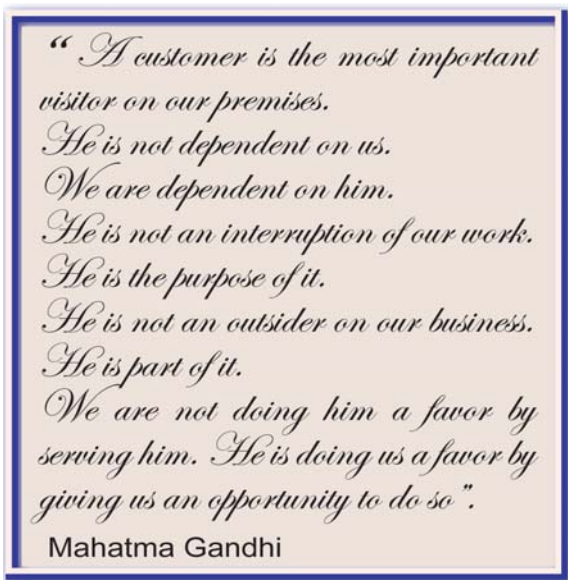 “ A customer is the most important
visitor on our premises.
He is not dependent on us.
We are dependent on him.
He is not an interruption of our work.
He is the purpose of it.
He is not an outsider on our business.
He is part of it.
We are not doing him a favor by
serving him. He is doing us a favor by
giving us an opportunity to do so ”.
Mahatma Gandhi